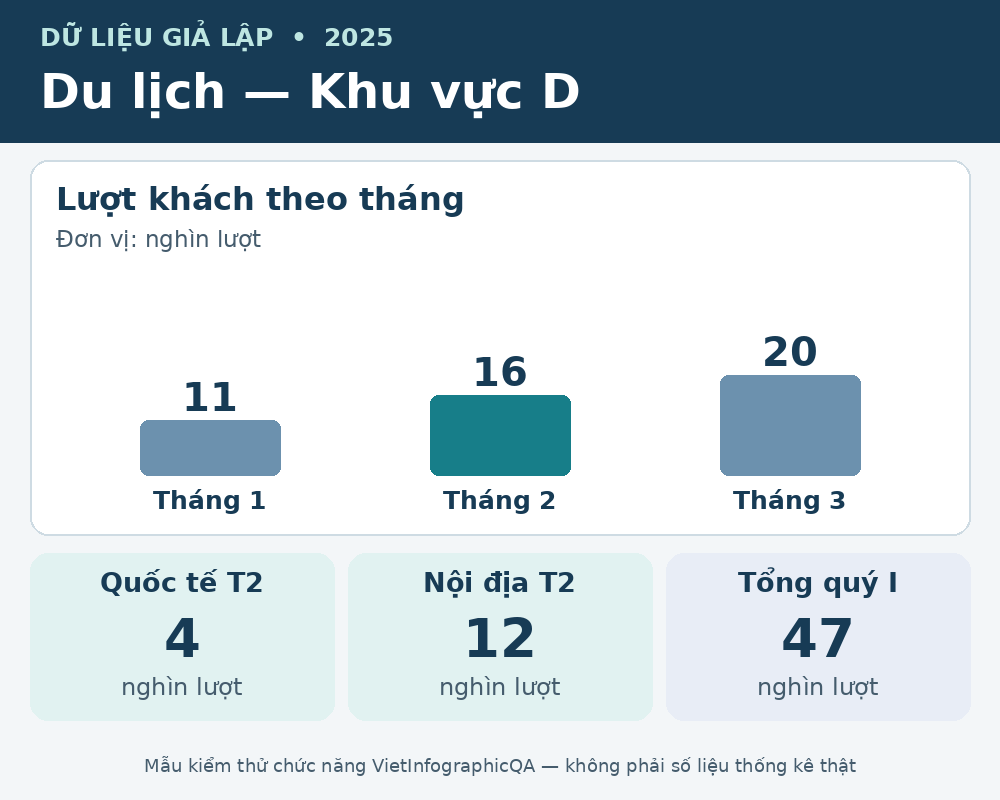 DỮ LIỆU GIẢ LẬP • 2025
Du lịch — Khu vực D
Lượt khách theo tháng
Đơn vị: nghìn lượt
11
16
20
Tháng 1
Tháng 2
Tháng 3
Quốc tế T2
4
nghìn lượt
Nội địa T2
12
nghìn lượt
Tổng quý I
47
nghìn lượt
Mẫu kiểm thử chức năng VietInfographicQA — không phải số liệu thống kê thật